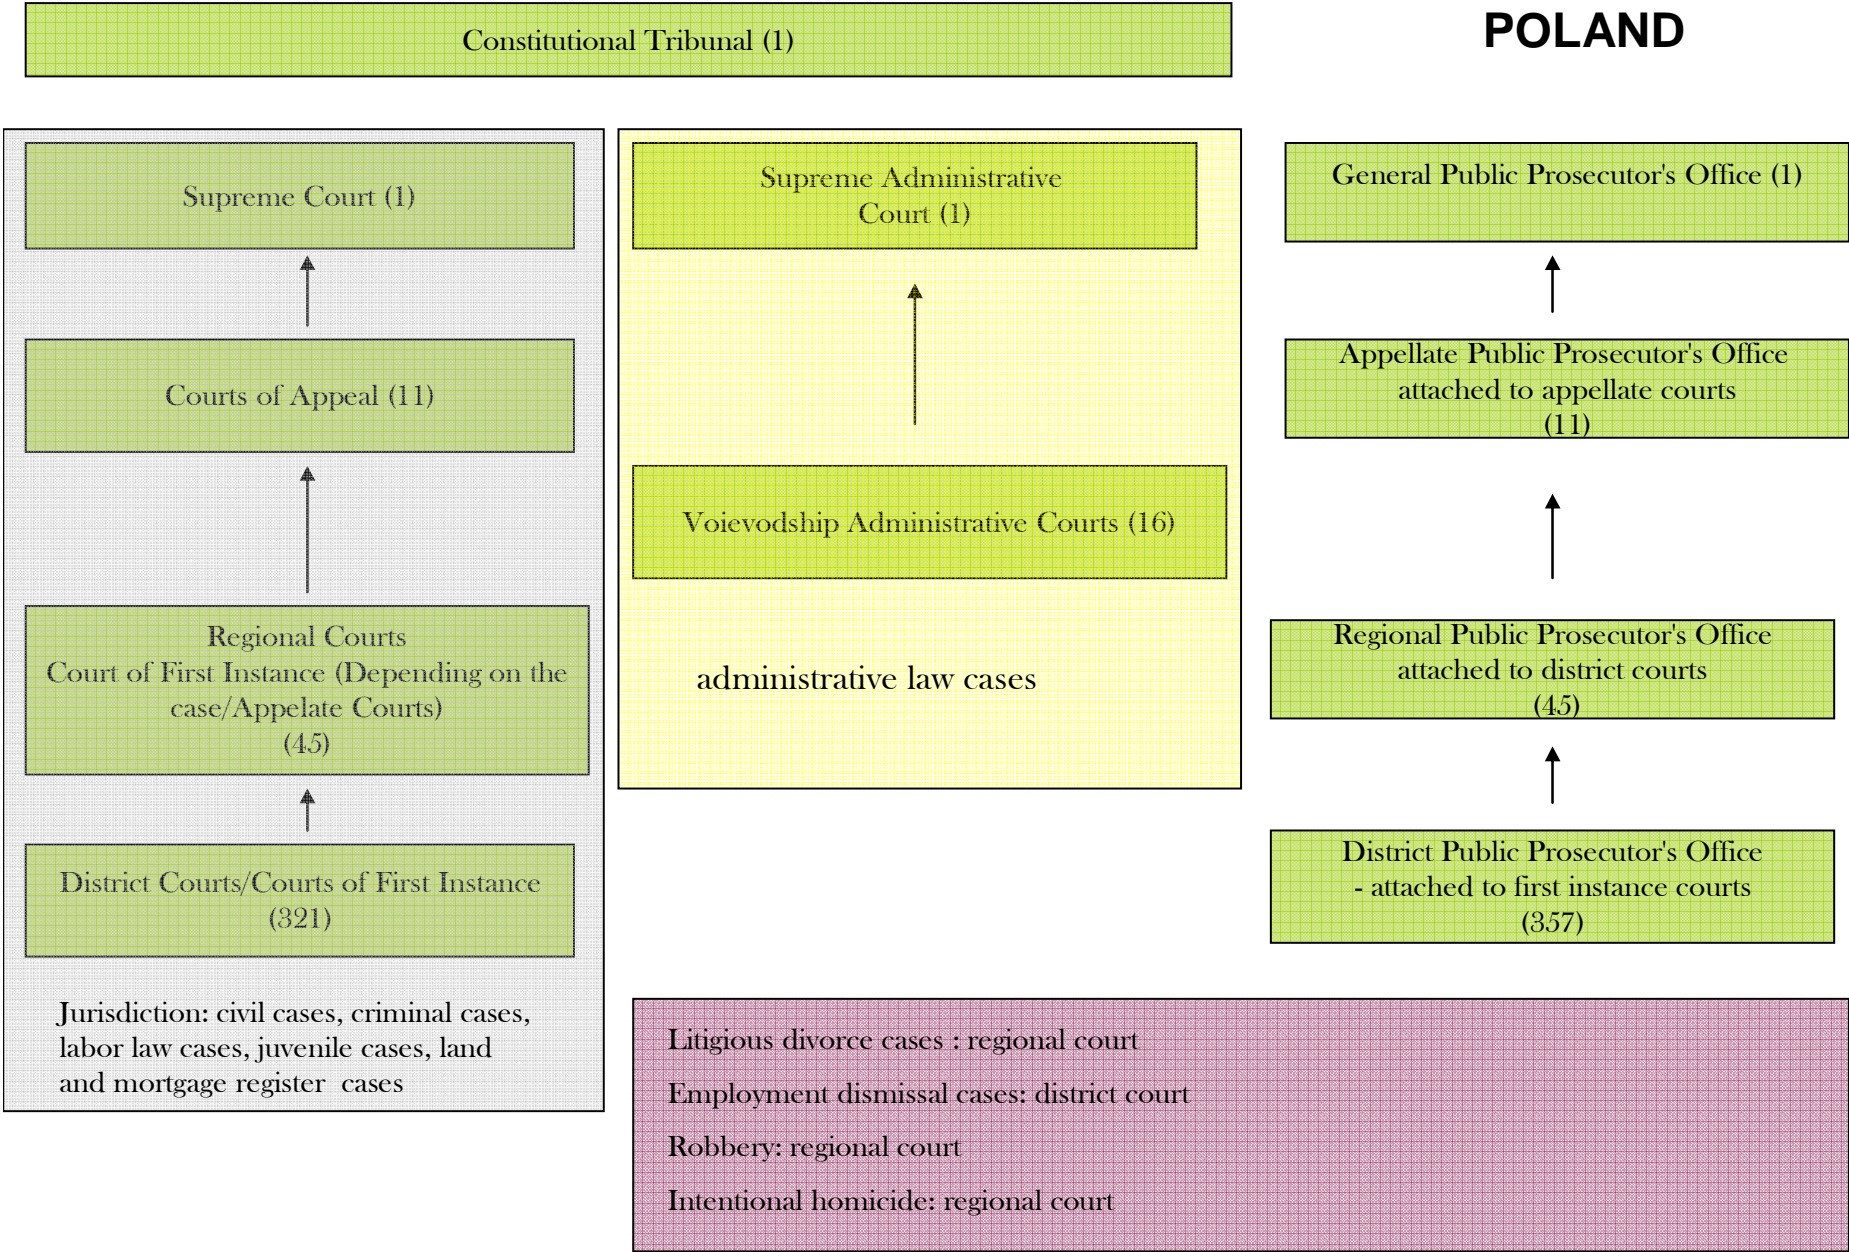 Constitutional Tribunal (1)
POLAND
Supreme Court (1)
Courts of Appeal (11)
Regional Courts
Court of First Instance (Depending on the
case/Appelate Courts)
(45)
District Courts/Courts of First Instance
(321)
Jurisdiction: civil cases, criminal cases,
labor law cases, juvenile cases, land
and mortgage register cases
Supreme Administrative
Court (1)
Voievodship Administrative Courts (16)
administrative law cases
General Public Prosecutor's Office (1)
Appellate Public Prosecutor's Office
attached to appellate courts
(11)
Regional Public Prosecutor's Office
attached to district courts
(45)
District Public Prosecutor's Office
- attached to first instance courts
(357)
Litigious divorce cases : regional court
Employment dismissal cases: district court
Robbery: regional court
Intentional homicide: regional court